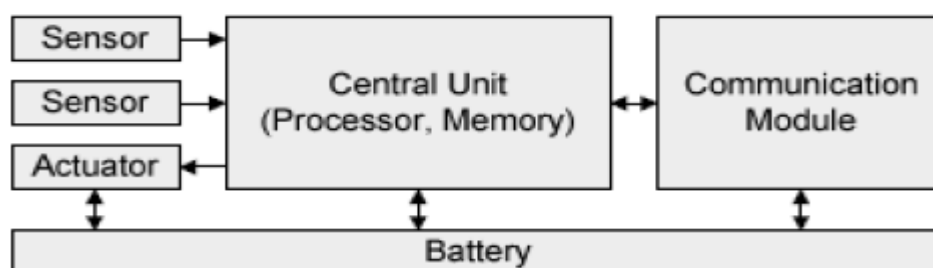 Sensor
Sensor
Actuator
Central Unit
(Processor, Memory)
Communication
Module
Battery